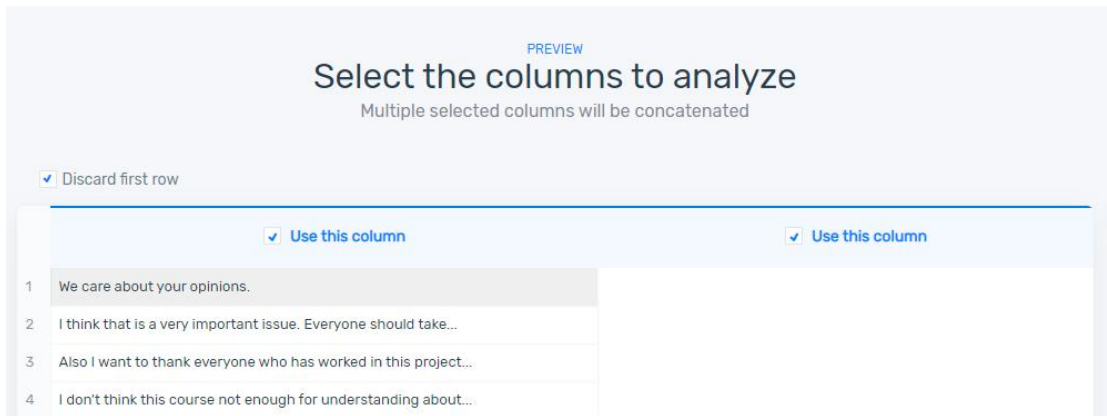 PREVIEW
Select the columns to analyze
Multiple selected columns will be concatenated
Discard first row
Use this column Use this column
1 We care about your opinions.
2 I think that is a very important issue. Everyone should take...
3 Also I want to thank everyone who has worked in this project...
4 I don't think this course not enough for understanding about...